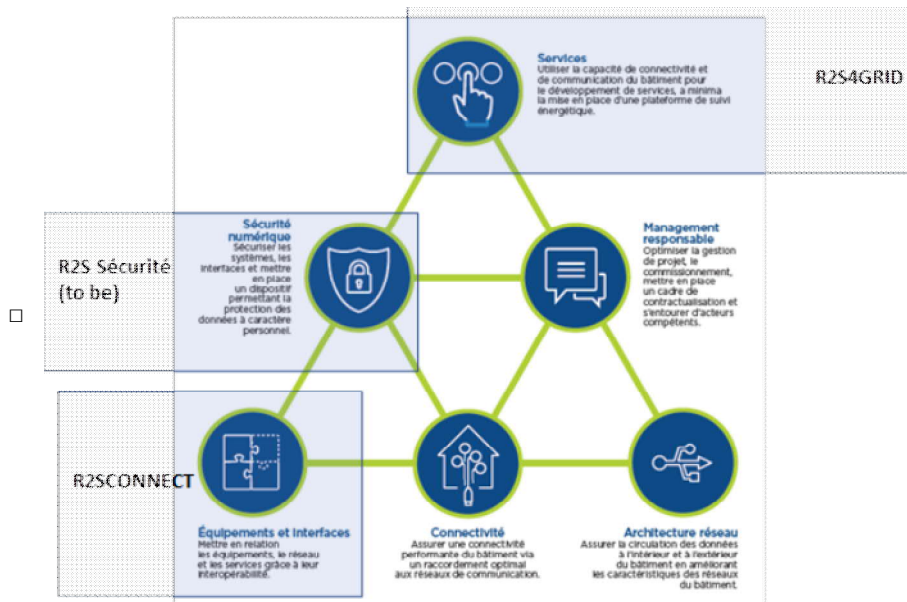 Services
Utiliser la capacité de connectivité et
de communication du bâtiment pour
le développement de services, a minima
la mise en place d'une plateforme de suivi
énergétique.
R2S4GRID
R2S Sécurité
(to be)
Sécurité
numérique
Sécuriser les
systèmes, les
interfaces et mettre
en place
un dispositif
permettant la
protection des
données à caractère
personnel.
Management
responsable
Optimiser la gestion
de projet, le
commissionnement,
mettre en place
un cadre de
contractualisation et
s'entourer d'acteurs
compétents.
R2SCONNECT
Équipements et interfaces
Mettre en relation
les équipements, le réseau
et les services grâce à leur
interopérabilité.
Connectivité
Assurer une connectivité
performante du bâtiment via
un raccordement optimal
aux réseaux de communication.
Architecture réseau
Assurer la circulation des données
à l'intérieur et à l'extérieur
du bâtiment en améliorant
les caractéristiques des réseaux
du bâtiment.